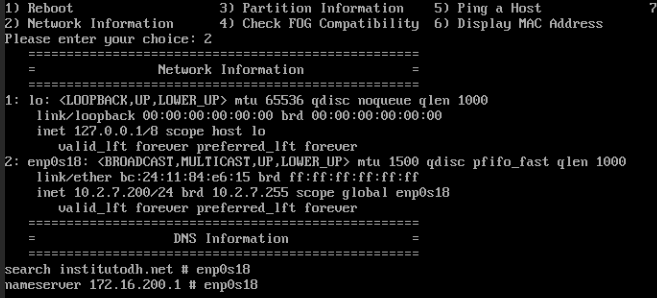 1) Reboot 3) Partition Information 5) Ping a Host 7
2) Network Information 4) Check FOG Compatibility 6) Display MAC Address
Please enter your choice: 2
==================================================
= Network Information =
==================================================
1: lo: <LOOPBACK,UP,LOWER_UP> mtu 65536 qdisc noqueue qlen 1000
link/loopback 00:00:00:00:00:00 brd 00:00:00:00:00:00
inet 127.0.0.1/8 scope host lo
valid_lft forever preferred_lft forever
2: enp0s18: <BROADCAST,MULTICAST,UP,LOWER_UP> mtu 1500 qdisc pfifo_fast qlen 1000
link/ether bc:24:11:84:e6:15 brd ff:ff:ff:ff:ff:ff
inet 10.2.7.200/24 brd 10.2.7.255 scope global enp0s18
valid_lft forever preferred_lft forever
==================================================
= DNS Information =
==================================================
search institutodh.net # enp0s18
nameserver 172.16.200.1 # enp0s18